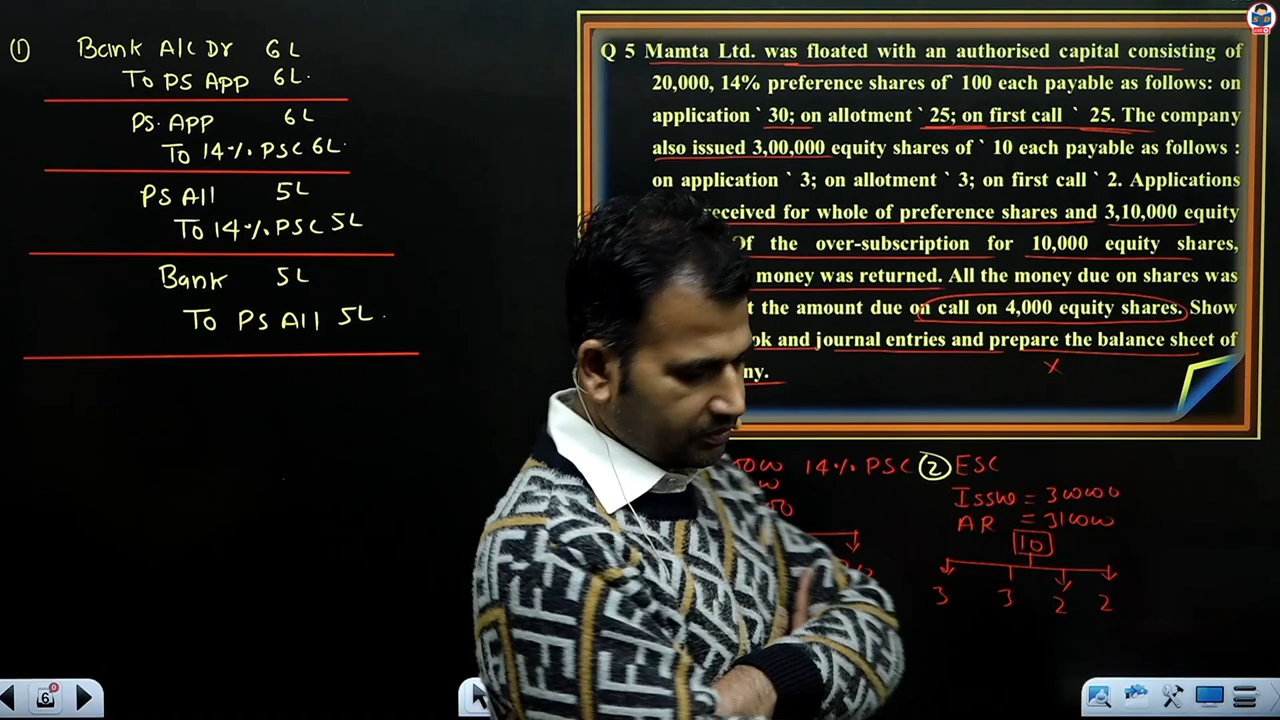 ① Bank A/c Dr 6L
To PS App 6L.
PS. App 6L
To 14% PSC 6L.
PS All 5L
To 14% PSC 5L
Bank 5L
To PS All 5L.
Q 5 Mamta Ltd. was floated with an authorised capital consisting of
20,000, 14% preference shares of` 100 each payable as follows: on
application ` 30; on allotment ` 25; on first call ` 25. The company
also issued 3,00,000 equity shares of ` 10 each payable as follows :
on application ` 3; on allotment ` 3; on first call ` 2. Applications
received for whole of preference shares and 3,10,000 equity
Of the over-subscription for 10,000 equity shares,
money was returned. All the money due on shares was
t the amount due on call on 4,000 equity shares. Show
ok and journal entries and prepare the balance sheet of
ny.
x
14% PSC ② ESC
Issue = 300000
AR = 310000
10
3 3 2 2
6
SD